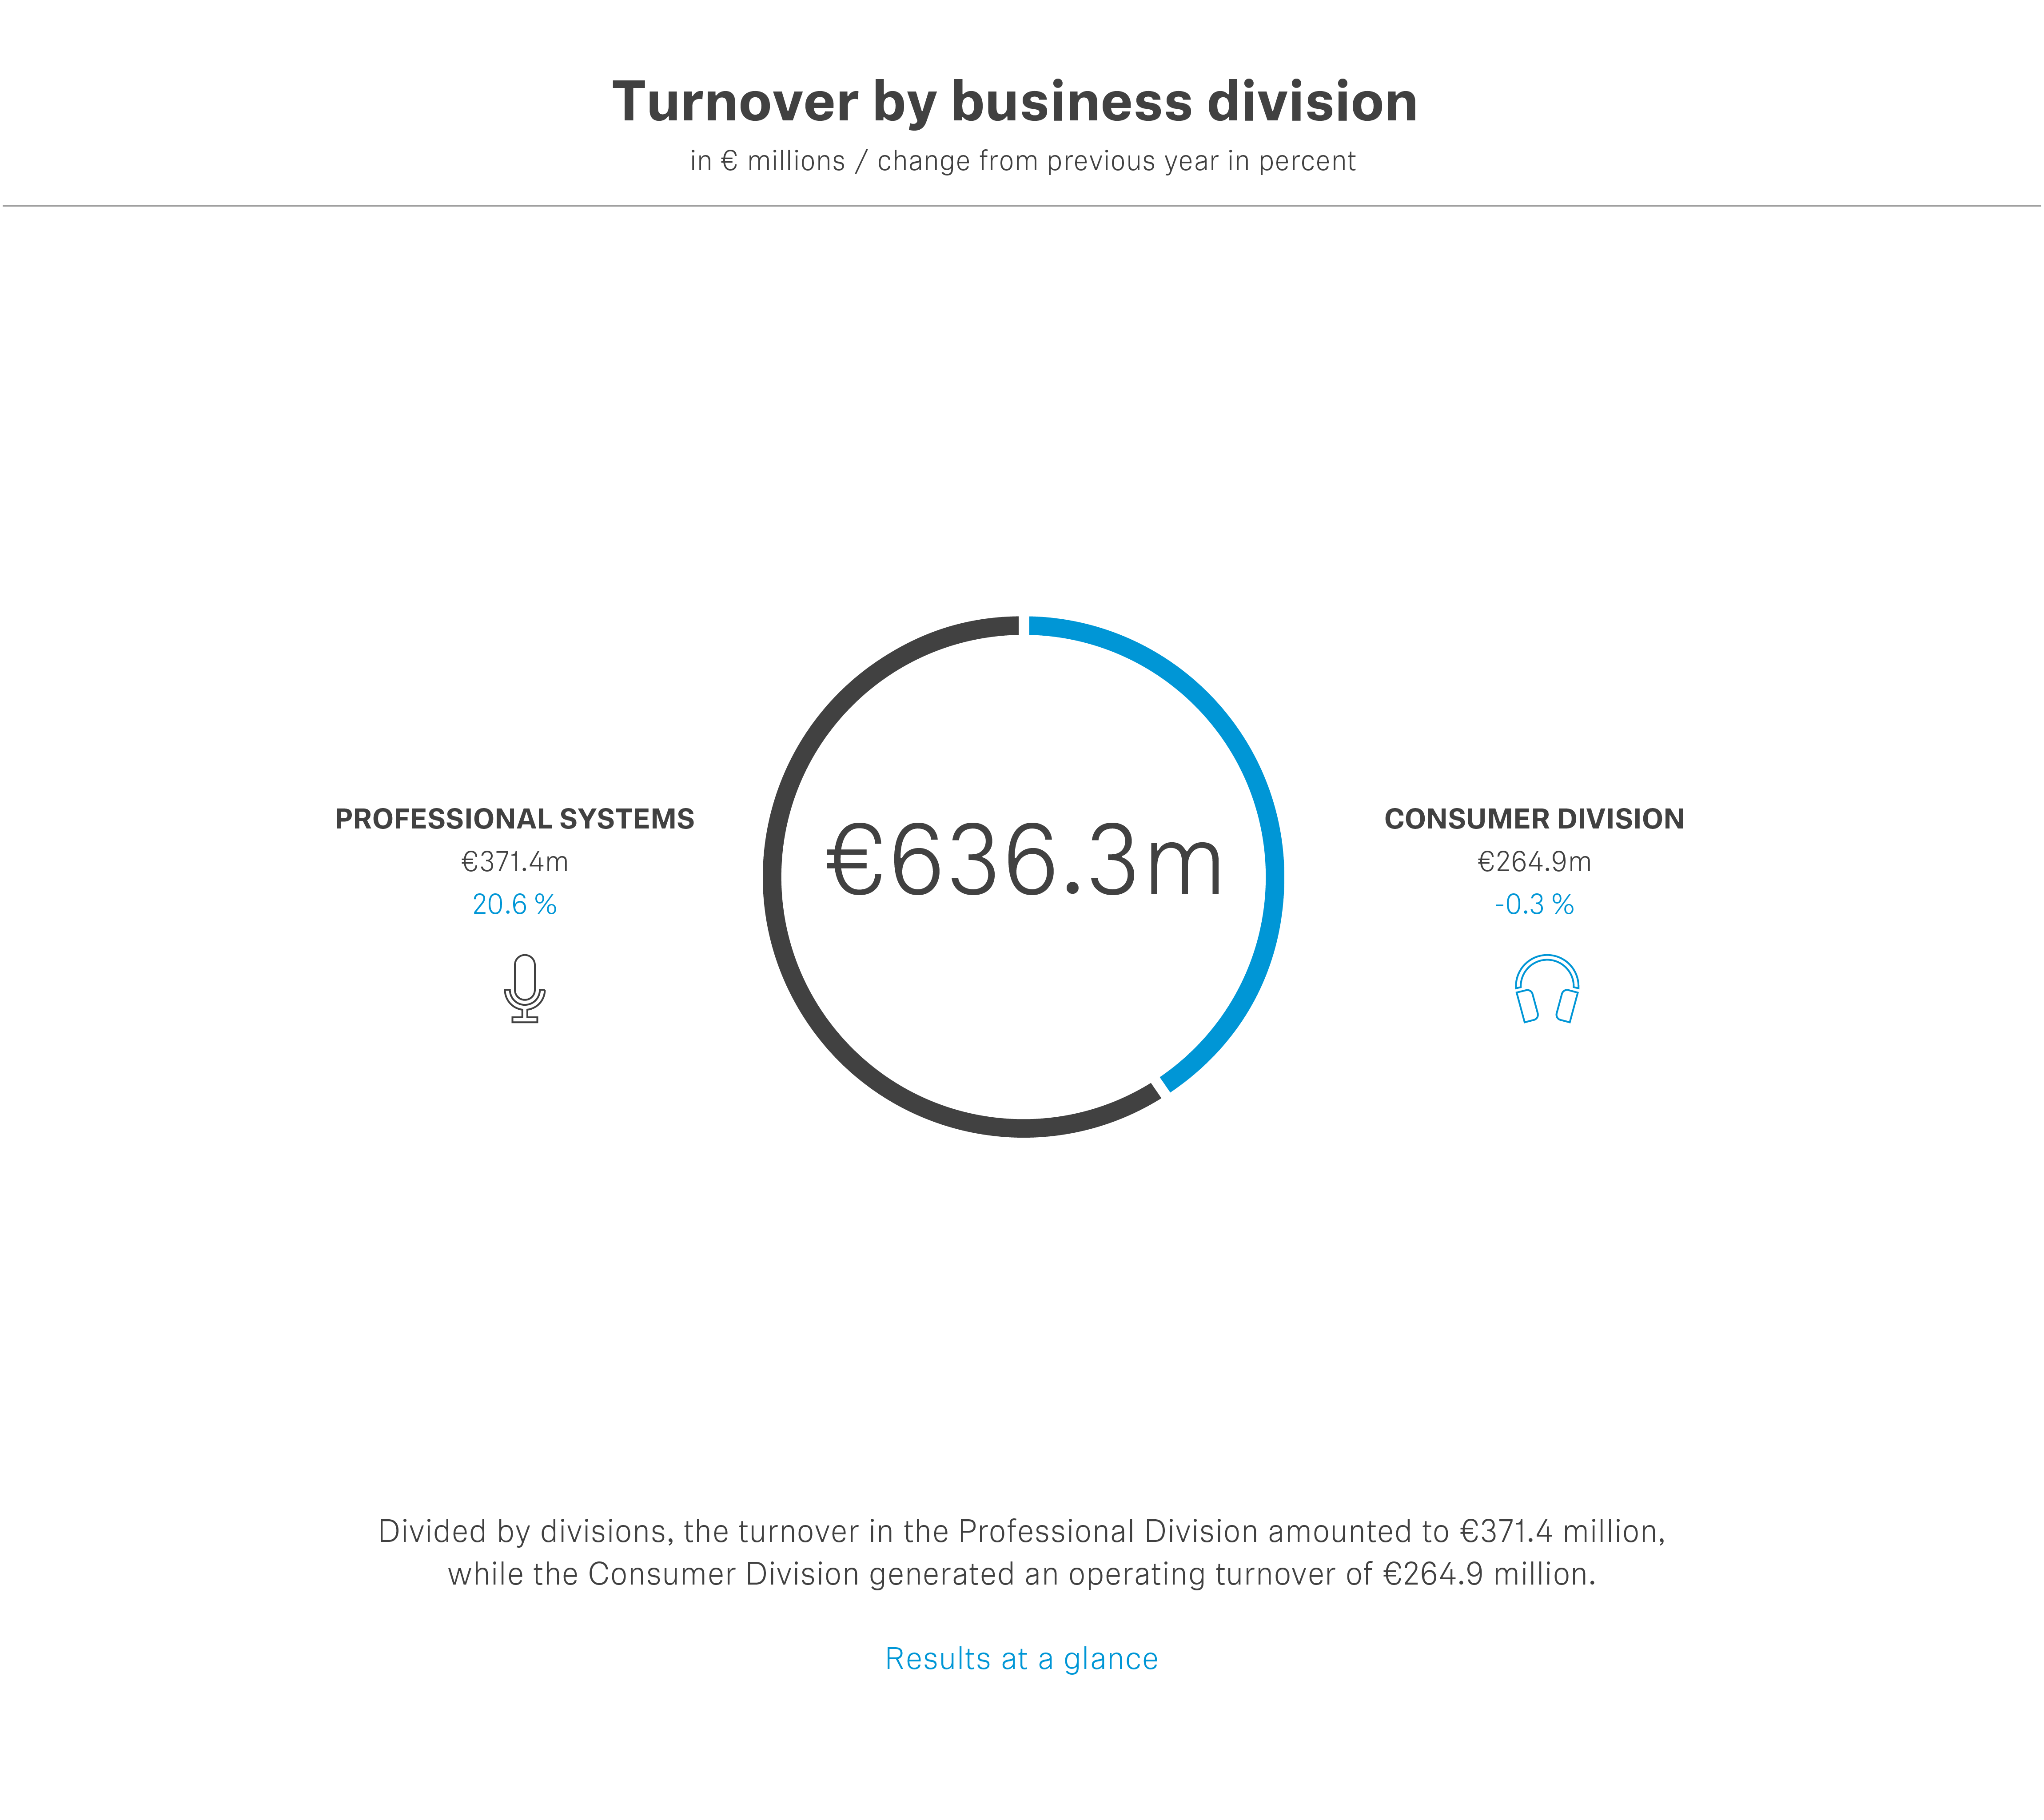 Turnover by business division
in € millions / change from previous year in percent
PROFESSIONAL SYSTEMS
€371.4m
20.6 %
€636.3m
CONSUMER DIVISION
€264.9m
-0.3 %
Divided by divisions, the turnover in the Professional Division amounted to €371.4 million,
while the Consumer Division generated an operating turnover of €264.9 million.
Results at a glance